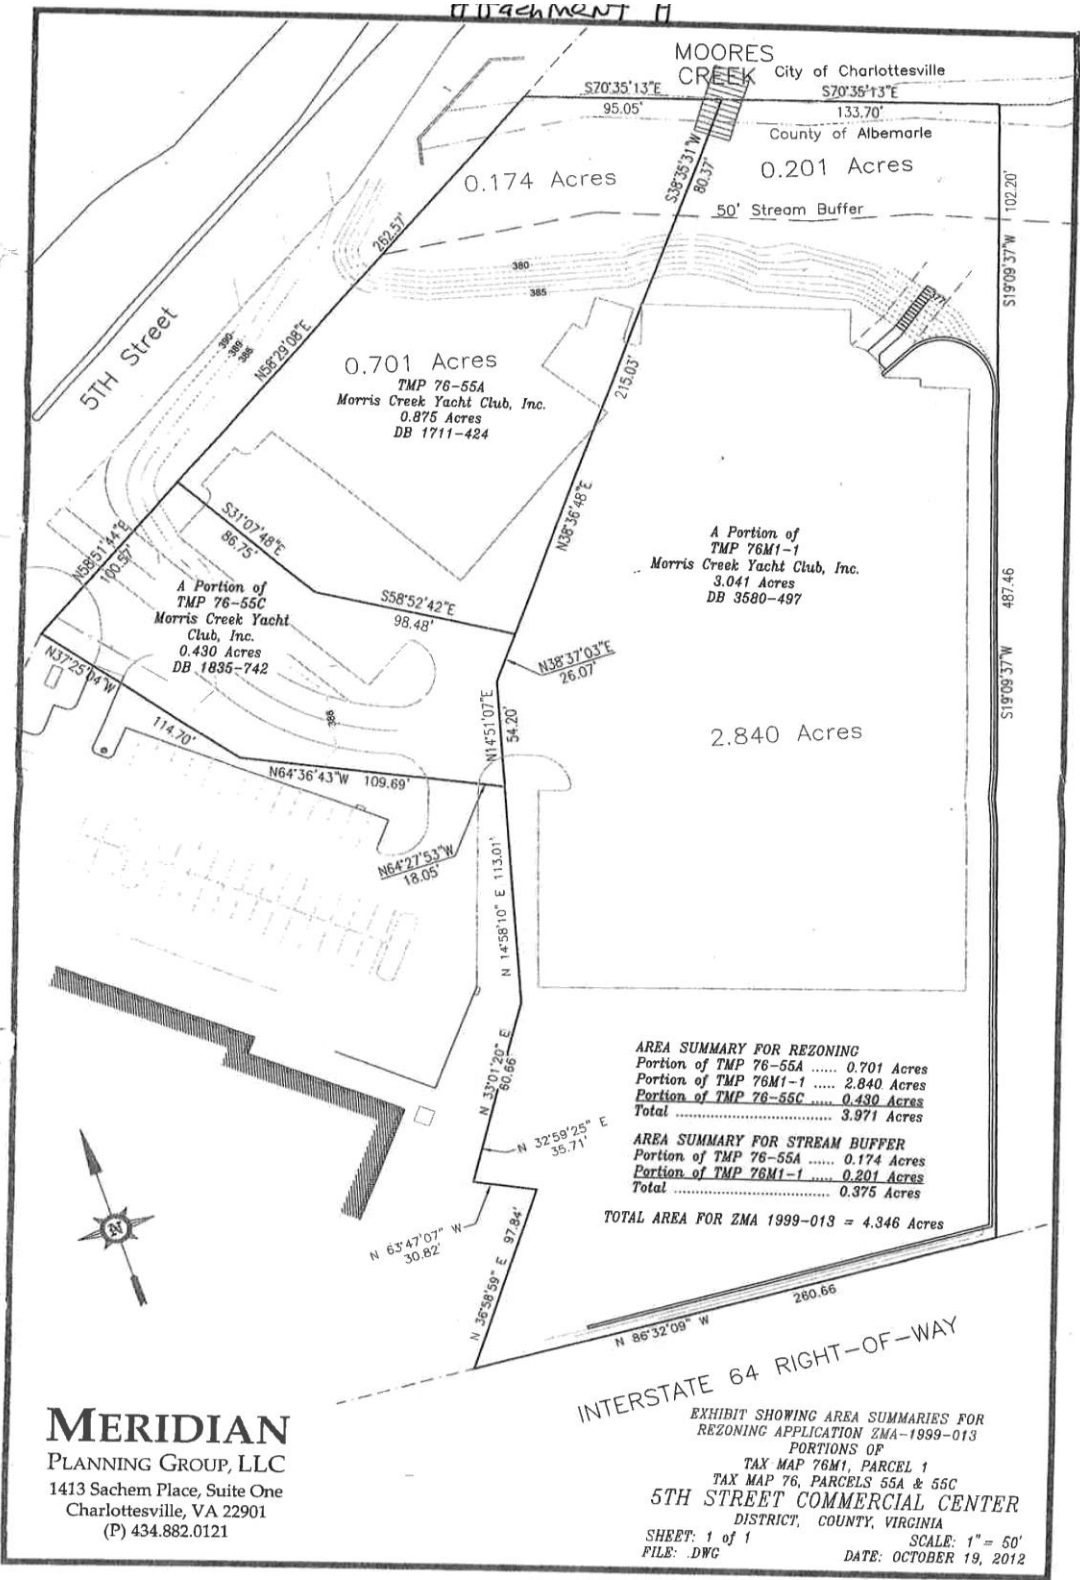 Attachment A
MOORES
CREEK
City of Charlottesville
S70°35'13"E
95.05'
S70°35'13"E
133.70'
County of Albemarle
0.174 Acres
0.201 Acres
S38°35'31"W
80.37'
50' Stream Buffer
S19°09'37"W 102.20'
262.57'
N58°29'08"E
380
385
377
5TH Street
390
389
388
0.701 Acres
TMP 76-55A
Morris Creek Yacht Club, Inc.
0.875 Acres
DB 1711-424
215.03'
N38°36'48"E
S31°07'48"E
86.75'
N58°51'44"E
100.57'
A Portion of
TMP 76M1-1
Morris Creek Yacht Club, Inc.
3.041 Acres
DB 3580-497
A Portion of
TMP 76-55C
Morris Creek Yacht
Club, Inc.
0.430 Acres
DB 1835-742
S58°52'42"E
98.48'
S19°09'37"W 487.46
N37°25'04"W
114.70'
N38°37'03"E
26.07'
N14°51'07"E
54.20'
388
2.840 Acres
N64°36'43"W 109.69'
N64°27'53"W
18.05'
N 14°58'10" E 113.01'
N 33°01'20" E
60.66'
AREA SUMMARY FOR REZONING
Portion of TMP 76-55A ...... 0.701 Acres
Portion of TMP 76M1-1 ..... 2.840 Acres
Portion of TMP 76-55C ..... 0.430 Acres
Total ................................ 3.971 Acres
AREA SUMMARY FOR STREAM BUFFER
Portion of TMP 76-55A ...... 0.174 Acres
Portion of TMP 76M1-1 ..... 0.201 Acres
Total ................................ 0.375 Acres
TOTAL AREA FOR ZMA 1999-013 = 4.346 Acres
N 32°59'25" E
35.71'
N
N 63°47'07" W
30.82'
N 36°58'59" E 97.84'
260.66
N 86°32'09" W
INTERSTATE 64 RIGHT-OF-WAY
MERIDIAN
PLANNING GROUP, LLC
1413 Sachem Place, Suite One
Charlottesville, VA 22901
(P) 434.882.0121
EXHIBIT SHOWING AREA SUMMARIES FOR
REZONING APPLICATION ZMA-1999-013
PORTIONS OF
TAX MAP 76M1, PARCEL 1
TAX MAP 76, PARCELS 55A & 55C
5TH STREET COMMERCIAL CENTER
DISTRICT, COUNTY, VIRGINIA
SHEET: 1 of 1
SCALE: 1" = 50'
FILE: .DWG
DATE: OCTOBER 19, 2012